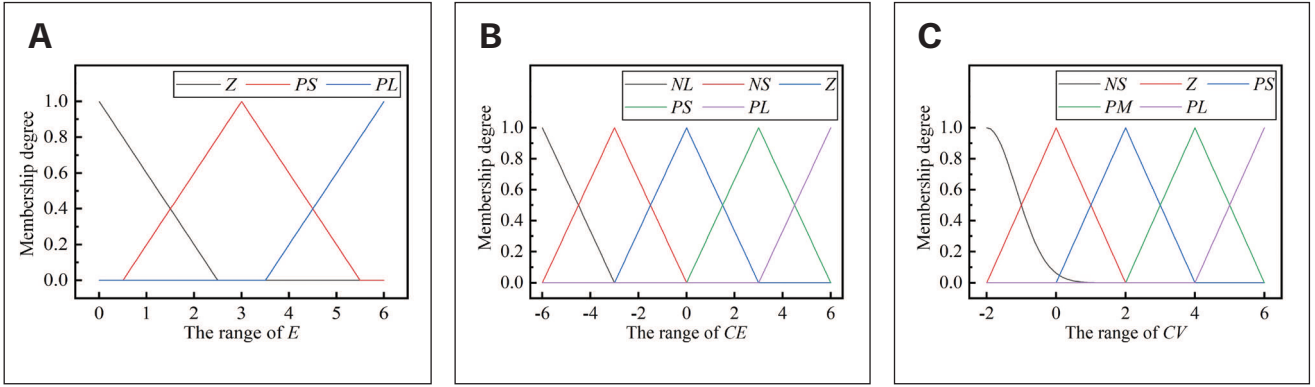 A
Z PS PL
1.0
0.8
0.6
0.4
0.2
0.0
Membership degree
0 1 2 3 4 5 6
The range of E
B
NL NS Z
PS PL
1.0
0.8
0.6
0.4
0.2
0.0
Membership degree
-6 -4 -2 0 2 4 6
The range of CE
C
NS Z PS
PM PL
1.0
0.8
0.6
0.4
0.2
0.0
Membership degree
-2 0 2 4 6
The range of CV